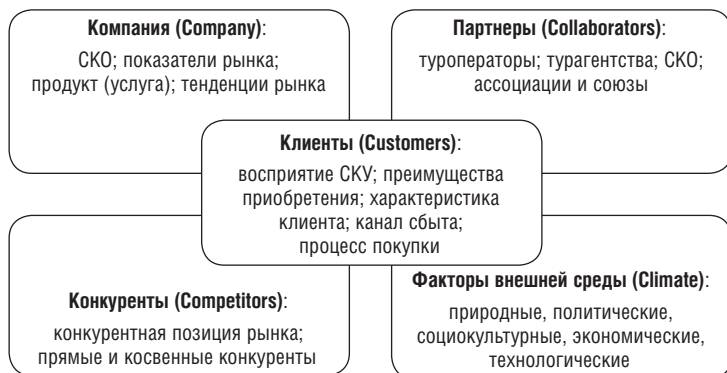 Компания (Company):
СКО; показатели рынка;
продукт (услуга); тенденции рынка
Партнеры (Collaborators):
туроператоры; турагентства; СКО;
ассоциации и союзы
Клиенты (Customers):
восприятие СКУ; преимущества
приобретения; характеристика
клиента; канал сбыта;
процесс покупки
Конкуренты (Competitors):
конкурентная позиция рынка;
прямые и косвенные конкуренты
Факторы внешней среды (Climate):
природные, политические,
социокультурные, экономические,
технологические